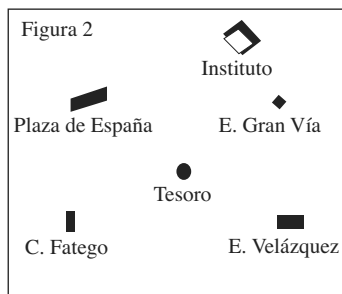 Figura 2
Instituto
Plaza de España
E. Gran Vía
Tesoro
C. Fatego
E. Velázquez